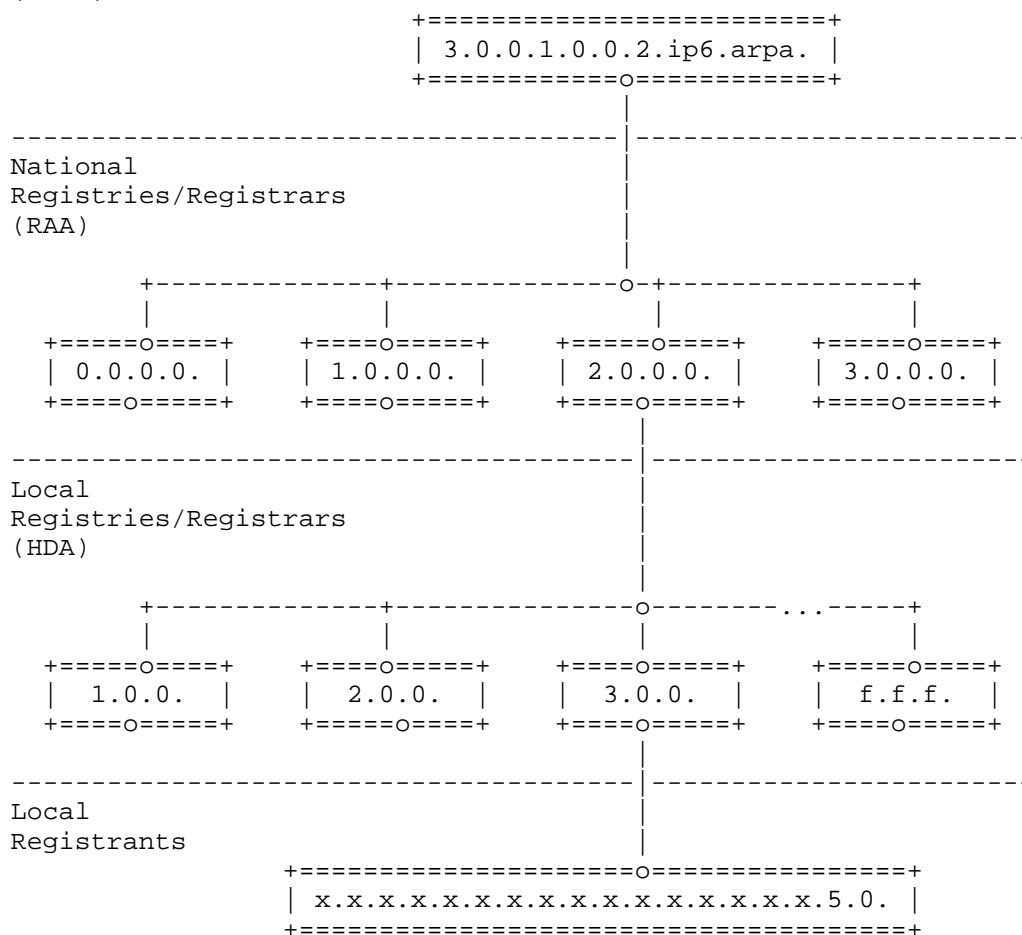 3.0.0.1.0.0.2.ip6.arpa.
National
Registries/Registrars
(RAA)
0.0.0.0. 1.0.0.0. 2.0.0.0. 3.0.0.0.
Local
Registries/Registrars
(HDA)
...
1.0.0. 2.0.0. 3.0.0. f.f.f.
Local
Registrants
x.x.x.x.x.x.x.x.x.x.x.x.x.x.x.x.5.0.